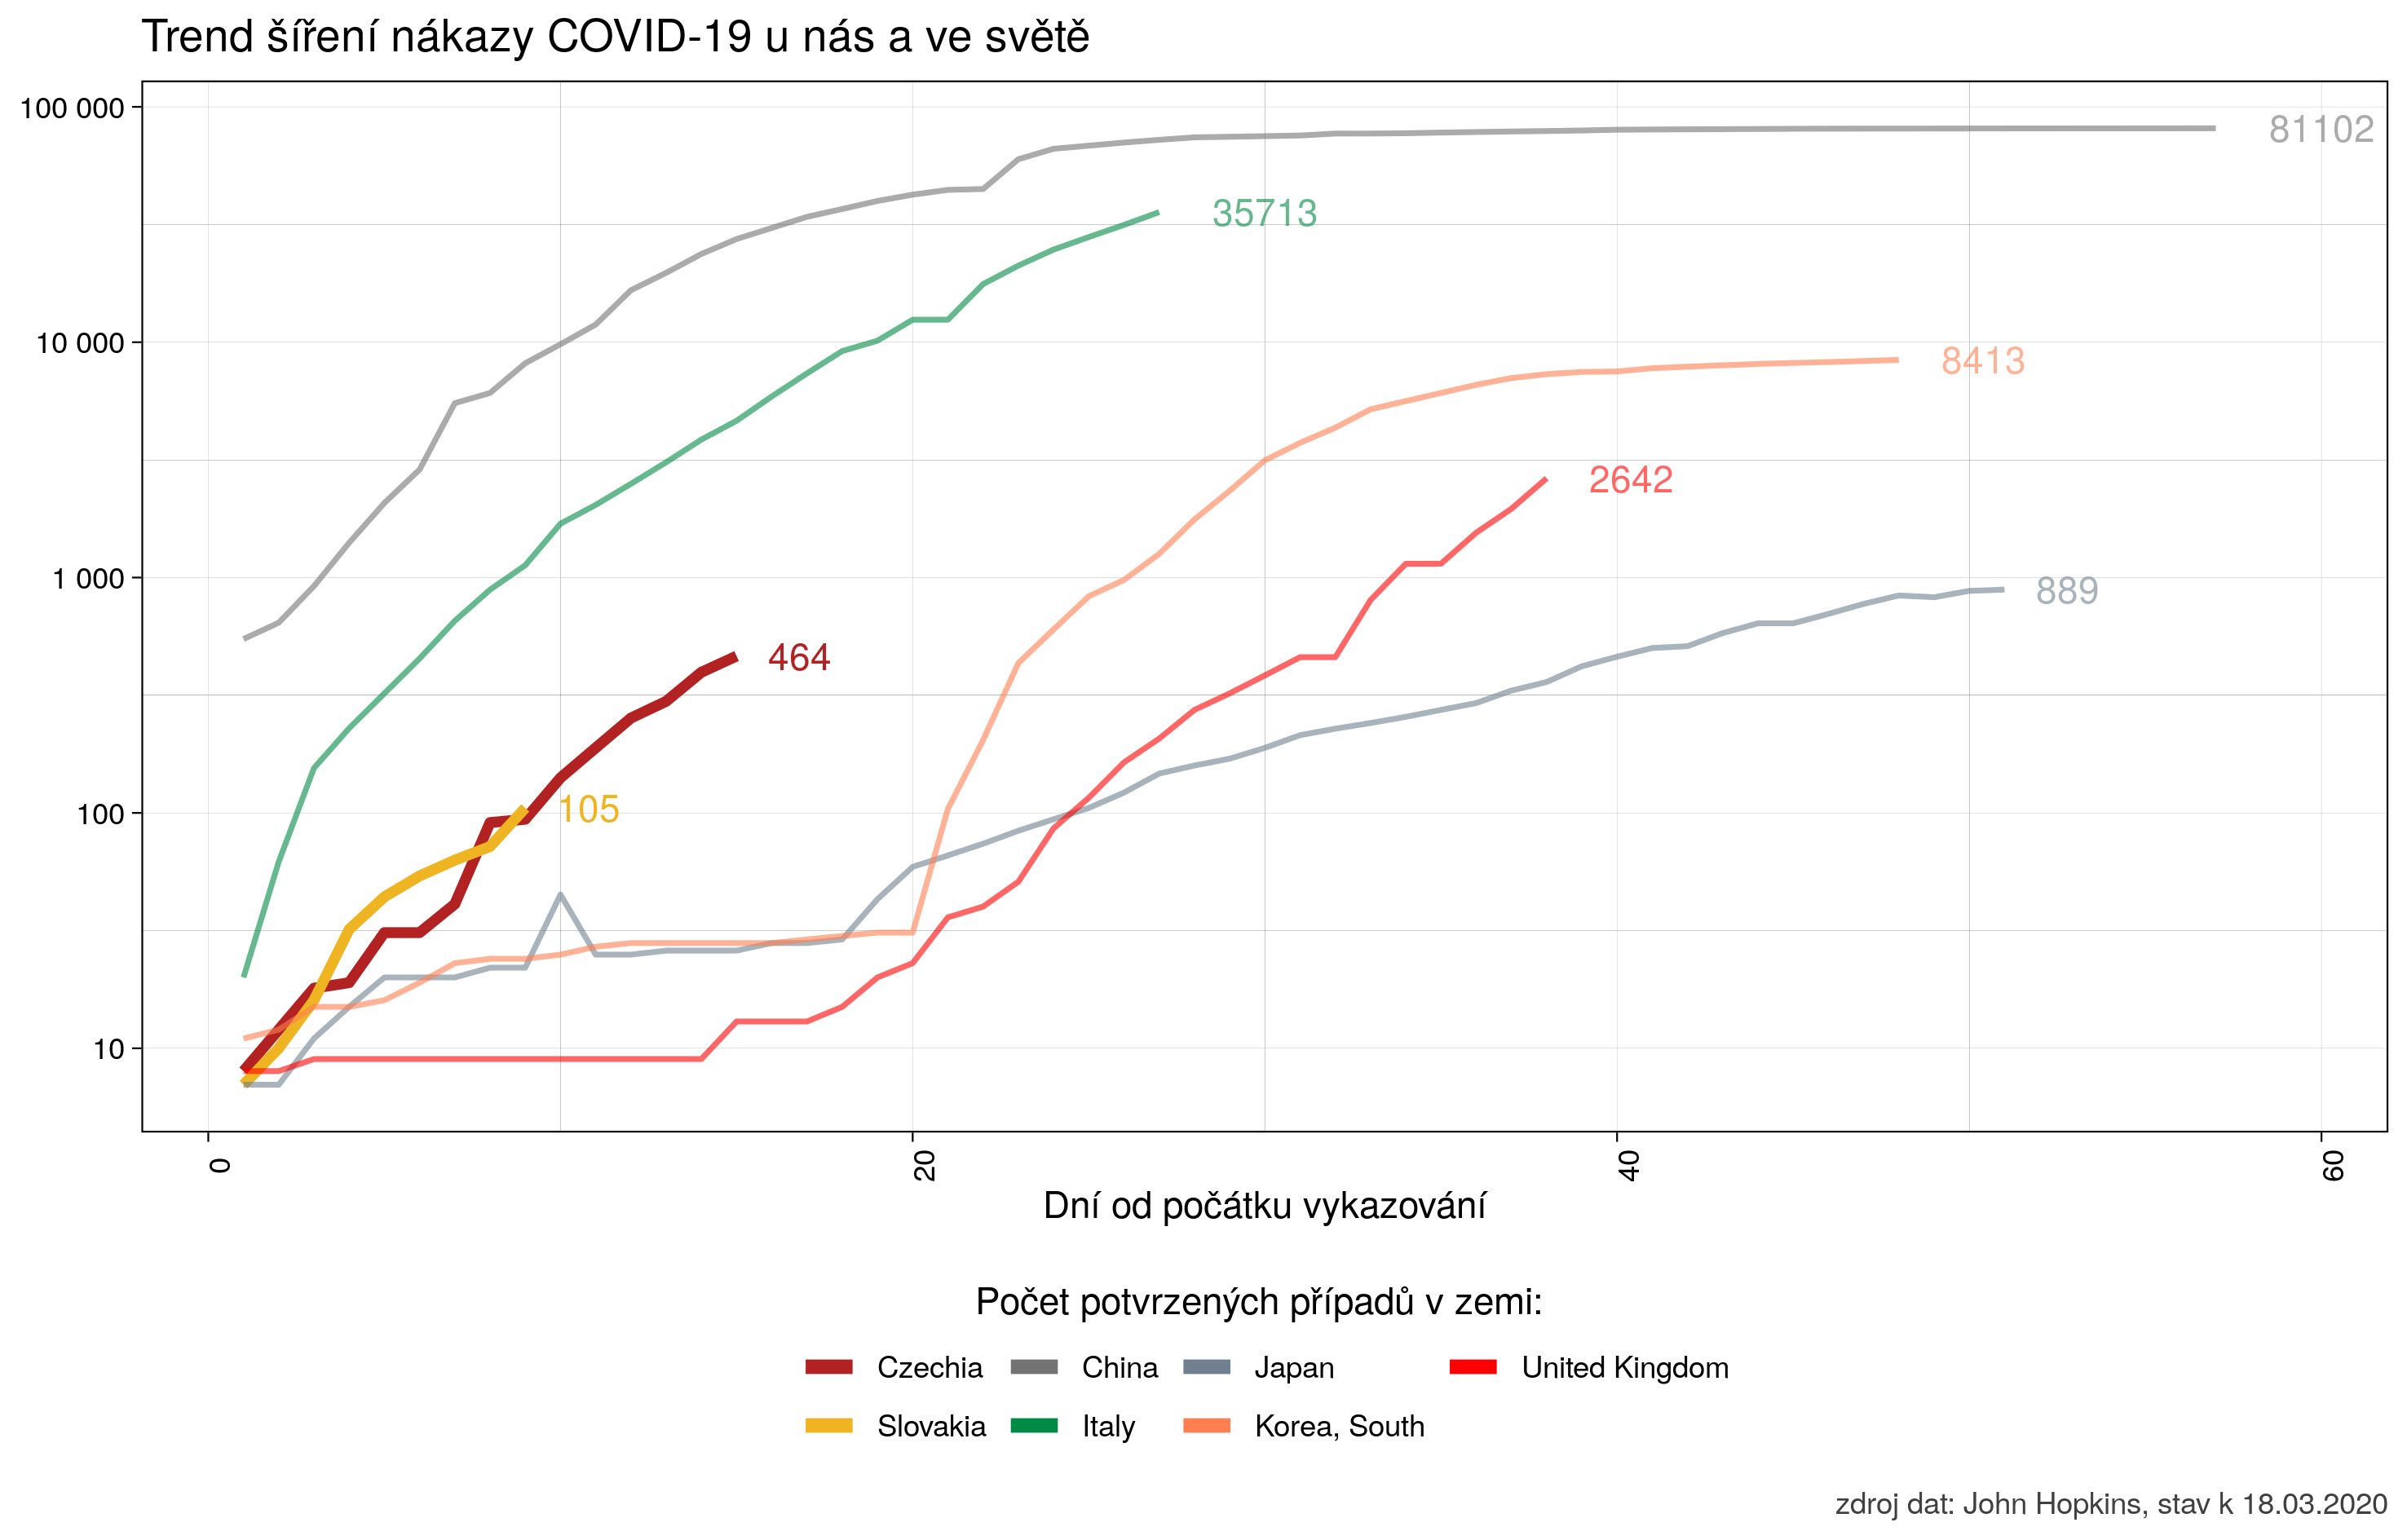 Trend šíření nákazy COVID-19 u nás a ve světě
100 000
81102
35713
10 000
8413
2642
1 000
889
464
100
105
10
0
20
40
60
Dní od počátku vykazování
Počet potvrzených případů v zemi:
Czechia
China
Japan
United Kingdom
Slovakia
Italy
Korea, South
zdroj dat: John Hopkins, stav k 18.03.2020